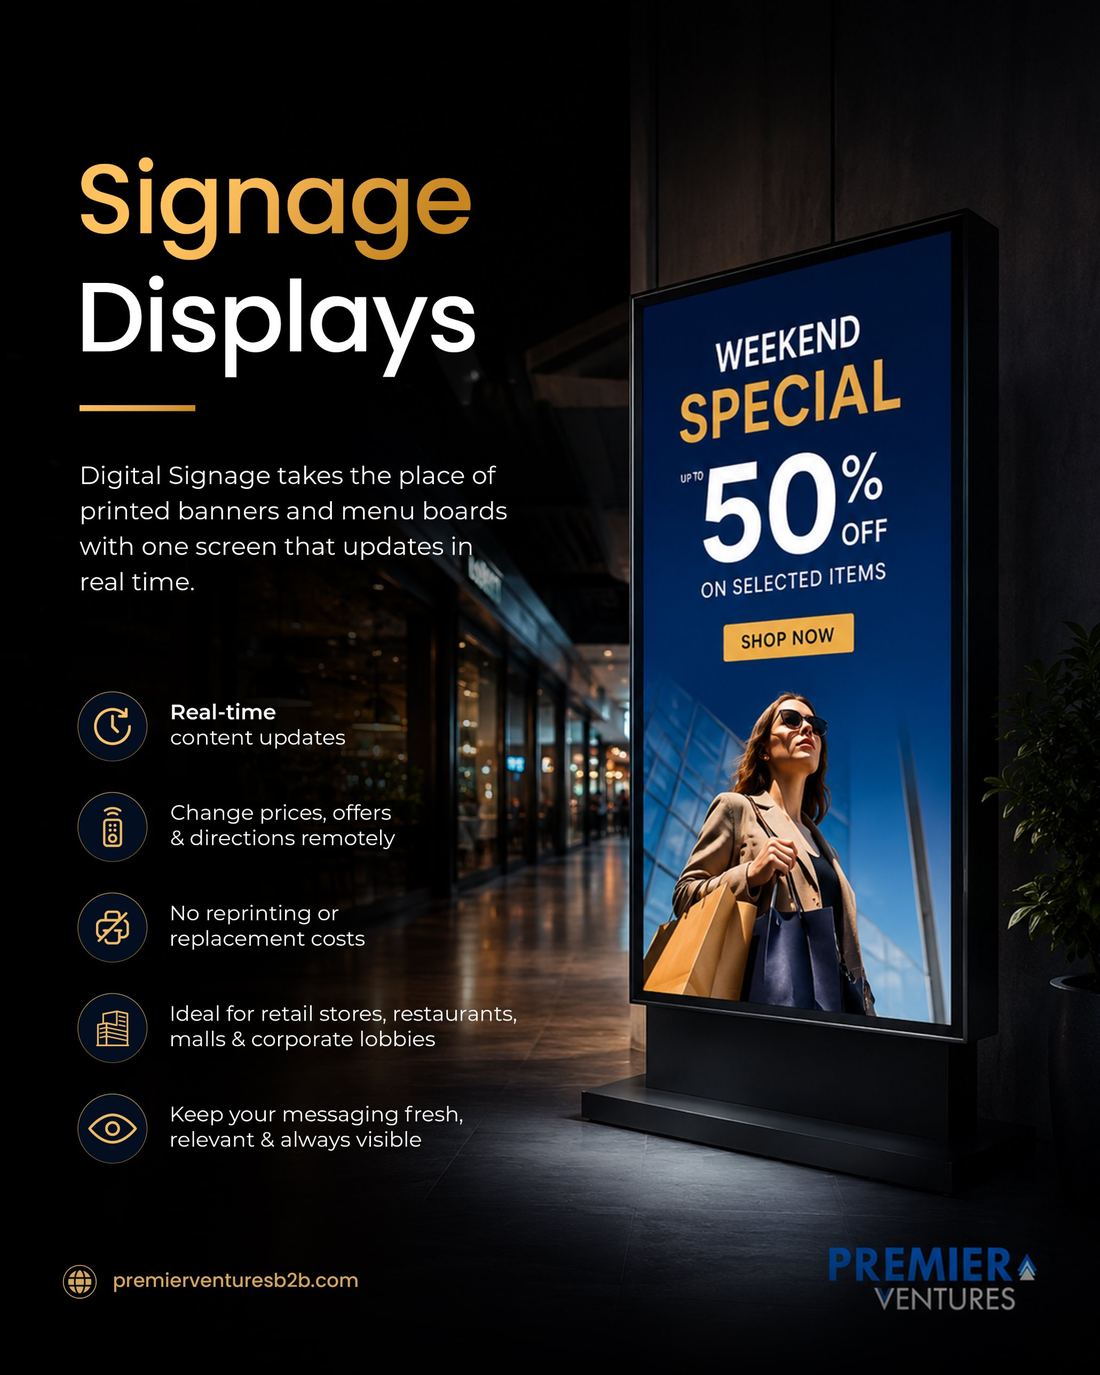 Signage
Displays
Digital Signage takes the place of
printed banners and menu boards
with one screen that updates in
real time.
Real-time
content updates
Change prices, offers
& directions remotely
No reprinting or
replacement costs
Ideal for retail stores, restaurants,
malls & corporate lobbies
Keep your messaging fresh,
relevant & always visible
WEEKEND
SPECIAL
UP TO
50%
OFF
ON SELECTED ITEMS
SHOP NOW
premierventuresb2b.com
PREMIER
VENTURES